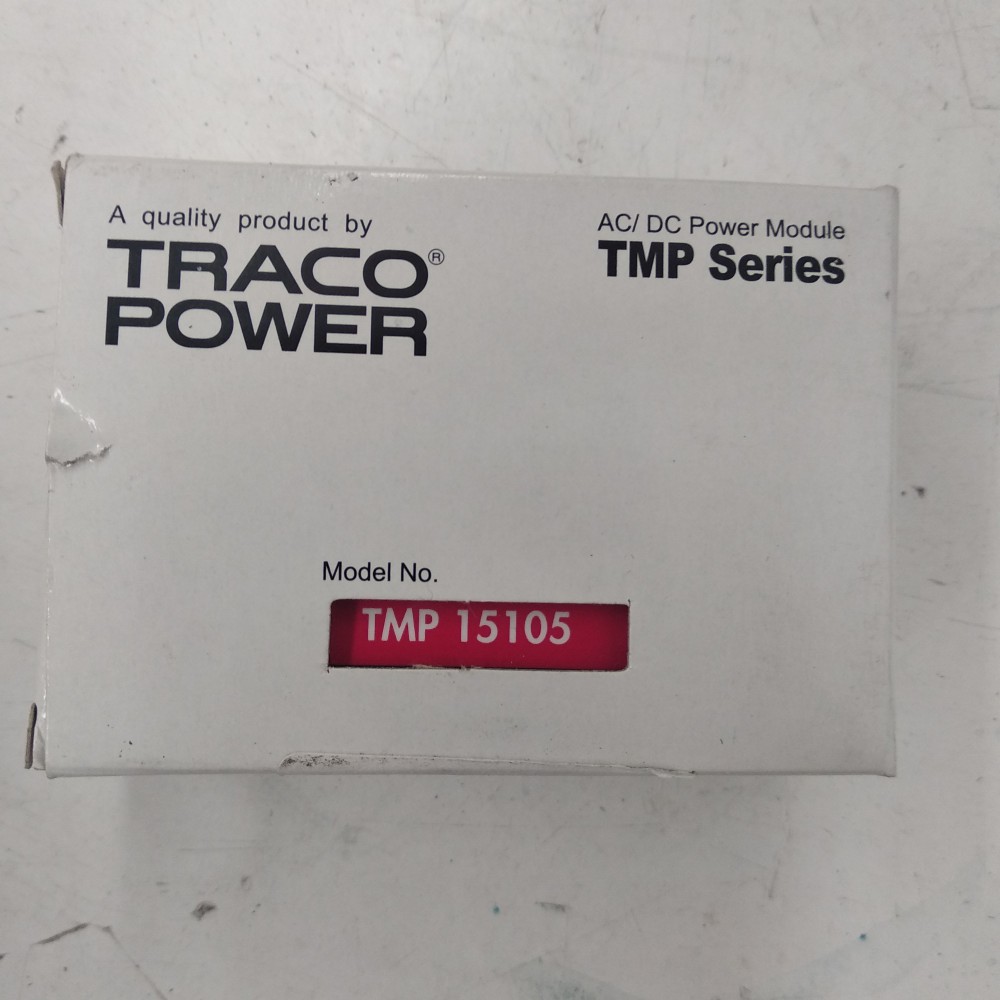 A quality product by
TRACO®
POWER
AC/ DC Power Module
TMP Series
Model No.
TMP 15105